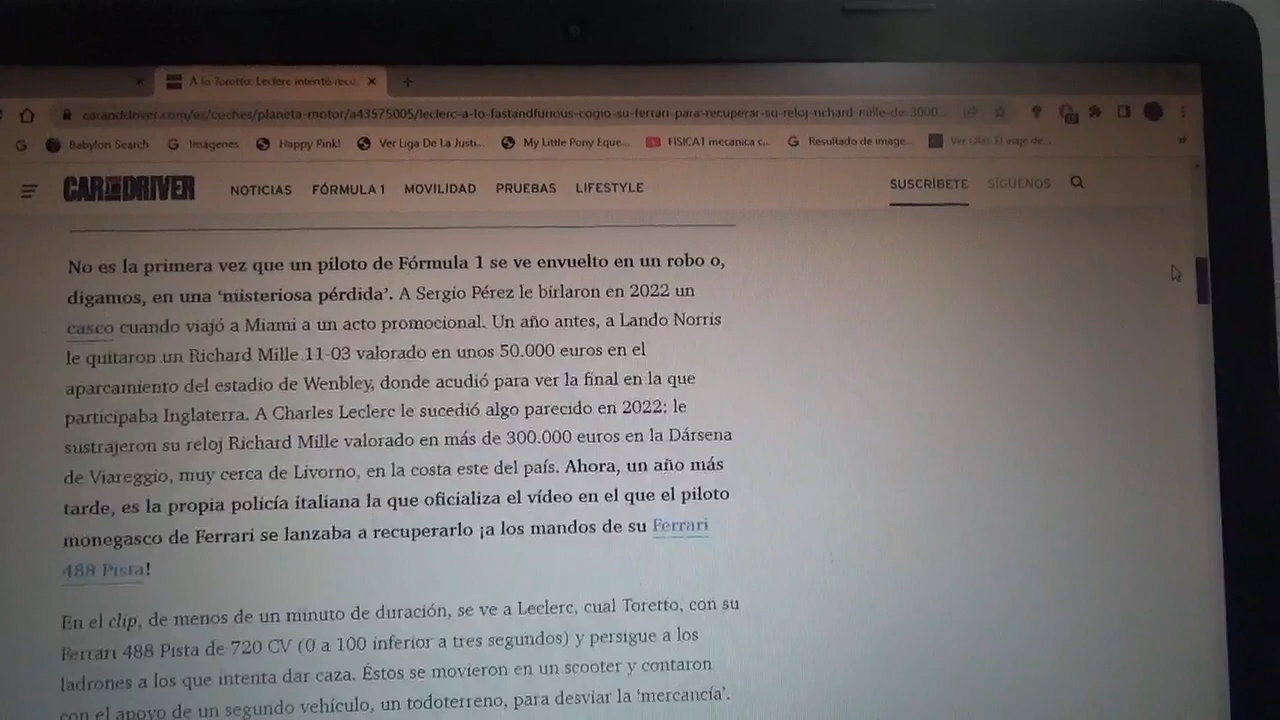 A lo Toretto: Leclerc intentó recu
caranddriver.com/es/coches/planeta-motor/a43575005/leclerc-a-lo-fastandfurious-cogio-su-ferrari-para-recuperar-su-reloj-richard-mille-de-3000...
Babylon Search Imágenes Happy Pink! Ver Liga De La Justi... My Little Pony Eque... FISICA1 mecanica c... Resultado de image...
CAR AND DRIVER NOTICIAS FÓRMULA 1 MOVILIDAD PRUEBAS LIFESTYLE SUSCRÍBETE SÍGUENOS
No es la primera vez que un piloto de Fórmula 1 se ve envuelto en un robo o,
digamos, en una ‘misteriosa pérdida’. A Sergio Pérez le birlaron en 2022 un
casco cuando viajó a Miami a un acto promocional. Un año antes, a Lando Norris
le quitaron un Richard Mille 11-03 valorado en unos 50.000 euros en el
aparcamiento del estadio de Wenbley, donde acudió para ver la final en la que
participaba Inglaterra. A Charles Leclerc le sucedió algo parecido en 2022: le
sustrajeron su reloj Richard Mille valorado en más de 300.000 euros en la Dársena
de Viareggio, muy cerca de Livorno, en la costa este del país. Ahora, un año más
tarde, es la propia policía italiana la que oficializa el vídeo en el que el piloto
monegasco de Ferrari se lanzaba a recuperarlo ¡a los mandos de su Ferrari
488 Pista!
En el clip, de menos de un minuto de duración, se ve a Leclerc, cual Toretto, con su
Ferrari 488 Pista de 720 CV (0 a 100 inferior a tres segundos) y persigue a los
ladrones a los que intenta dar caza. Éstos se movieron en un scooter y contaron
con el apoyo de un segundo vehículo, un todoterreno, para desviar la ‘mercancía’.